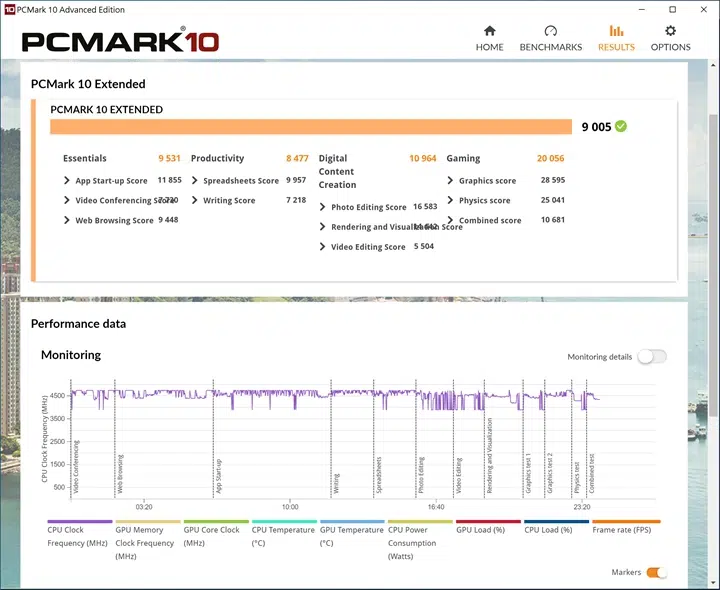 10 PCMark 10 Advanced Edition
PCMARK®10
HOME BENCHMARKS RESULTS OPTIONS
PCMark 10 Extended
PCMARK 10 EXTENDED
9 005
Essentials 9 531
App Start-up Score 11 855
Video Conferencing
Web Browsing Score 9 448
Productivity 8 477
Spreadsheets Score 9 957
Writing Score 7 218
Digital 10 964
Content
Creation
Photo Editing Score 16 583
Rendering and Visualization Score
Video Editing Score 5 504
Gaming 20 056
Graphics score 28 595
Physics score 25 041
Combined score 10 681
Performance data
Monitoring
Monitoring details
CPU Clock Frequency (MHz)
4500
3500
2500
1500
500
Video Conferencing
Web Browsing
App Start-up
Writing
Spreadsheets
Photo Editing
Video Editing
Rendering and Visualization
Graphics test 1
Graphics test 2
Physics test
Combined test
03:20 10:00 16:40 23:20
CPU Clock
Frequency (MHz)
GPU Memory
Clock Frequency
(MHz)
GPU Core Clock
(MHz)
CPU Temperature
(°C)
GPU Temperature
(°C)
CPU Power
Consumption
(Watts)
GPU Load (%)
CPU Load (%)
Frame rate (FPS)
Markers